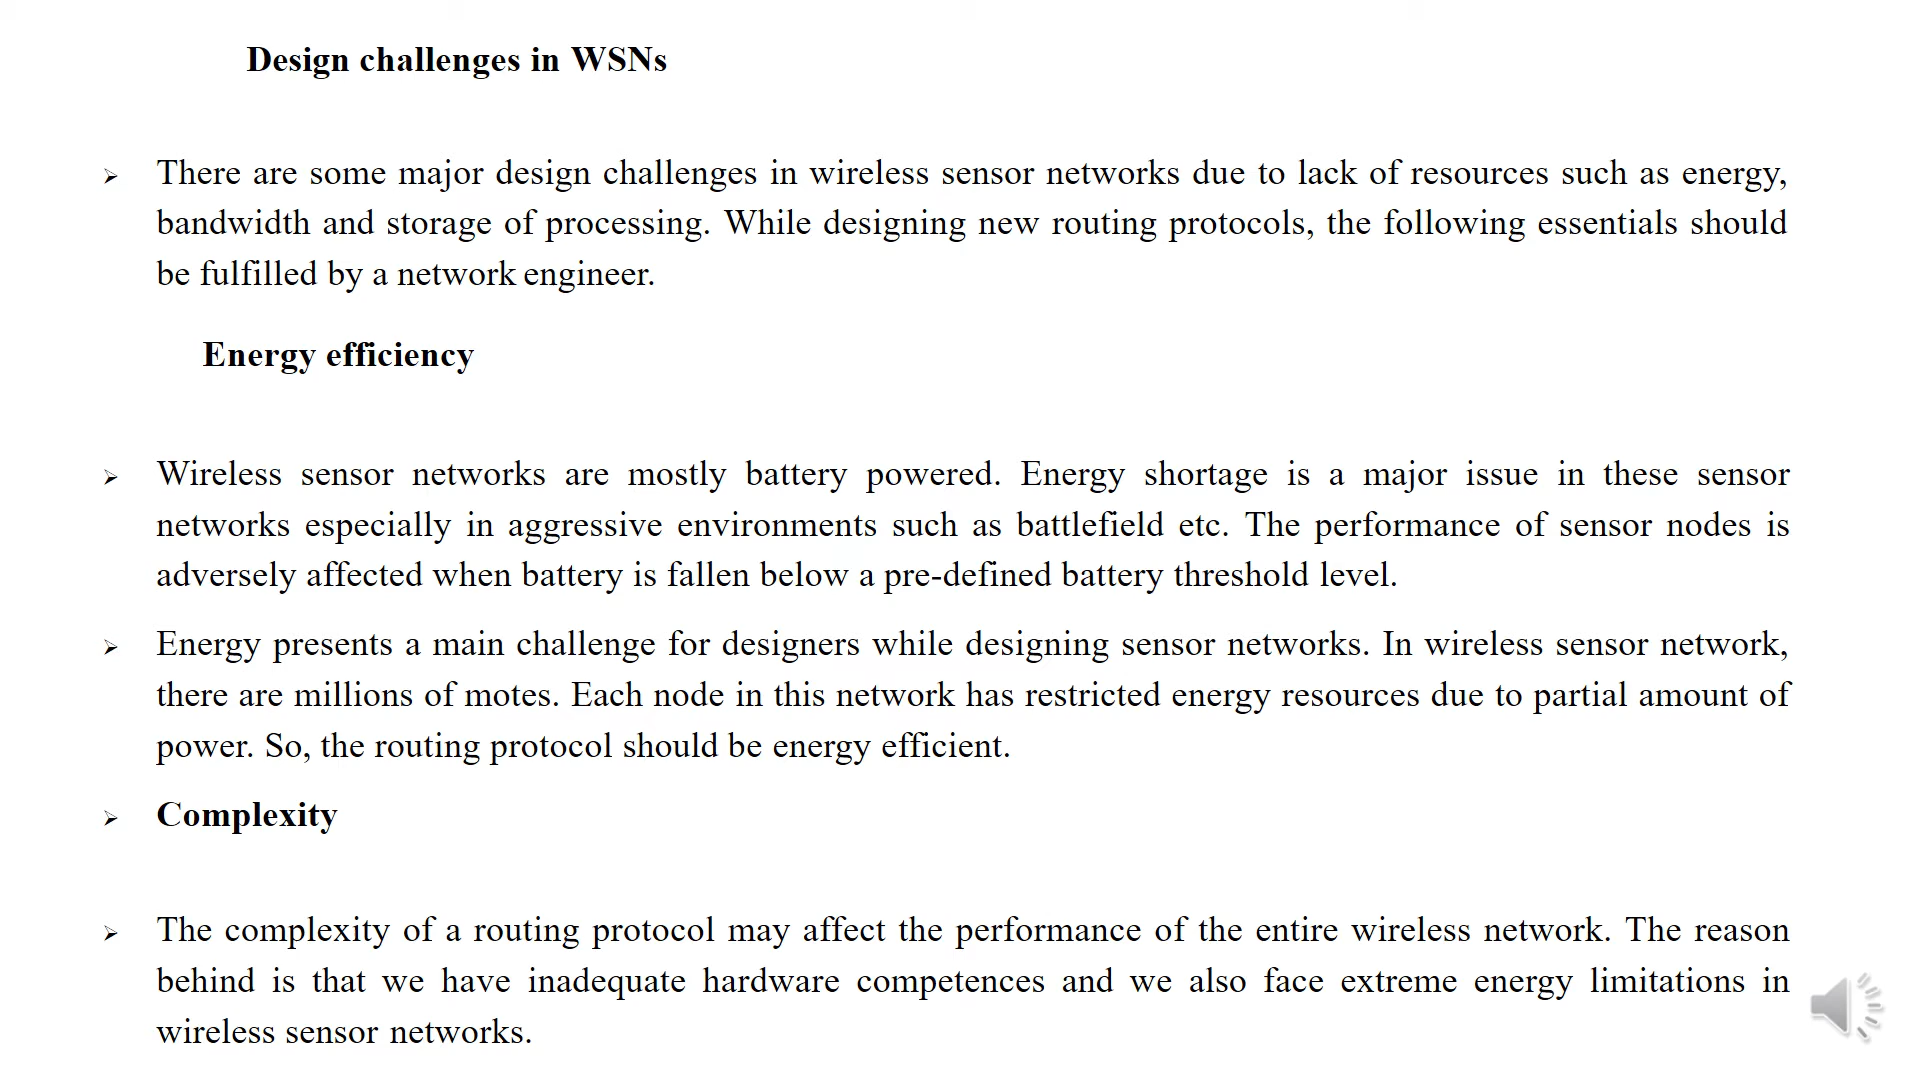 Design challenges in WSNs
➢ There are some major design challenges in wireless sensor networks due to lack of resources such as energy,
bandwidth and storage of processing. While designing new routing protocols, the following essentials should
be fulfilled by a network engineer.
Energy efficiency
➢ Wireless sensor networks are mostly battery powered. Energy shortage is a major issue in these sensor
networks especially in aggressive environments such as battlefield etc. The performance of sensor nodes is
adversely affected when battery is fallen below a pre-defined battery threshold level.
➢ Energy presents a main challenge for designers while designing sensor networks. In wireless sensor network,
there are millions of motes. Each node in this network has restricted energy resources due to partial amount of
power. So, the routing protocol should be energy efficient.
➢ Complexity
➢ The complexity of a routing protocol may affect the performance of the entire wireless network. The reason
behind is that we have inadequate hardware competences and we also face extreme energy limitations in
wireless sensor networks.